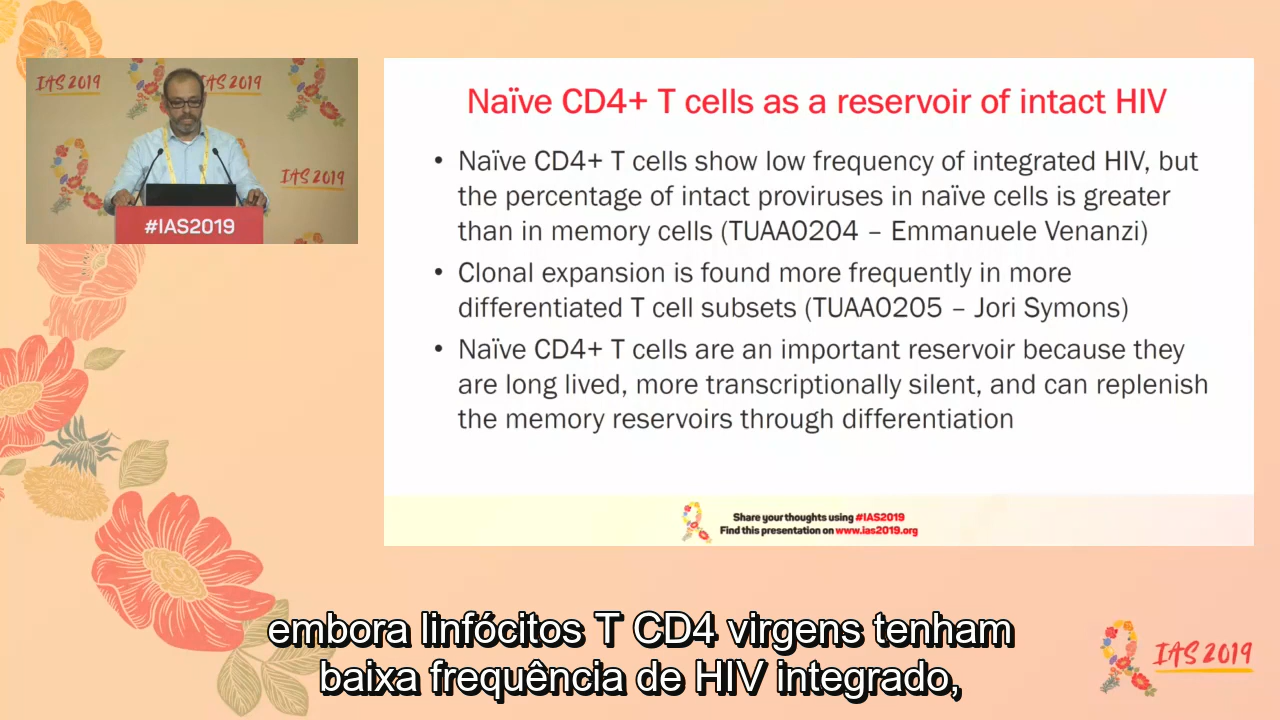 IAS 2019
IAS 2019
IAS 2019
#IAS2019
Naïve CD4+ T cells as a reservoir of intact HIV
• Naïve CD4+ T cells show low frequency of integrated HIV, but
the percentage of intact proviruses in naïve cells is greater
than in memory cells (TUAA0204 – Emmanuele Venanzi)
• Clonal expansion is found more frequently in more
differentiated T cell subsets (TUAA0205 – Jori Symons)
• Naïve CD4+ T cells are an important reservoir because they
are long lived, more transcriptionally silent, and can replenish
the memory reservoirs through differentiation
Share your thoughts using #IAS2019
Find this presentation on www.ias2019.org
embora linfócitos T CD4 virgens tenham
baixa frequência de HIV integrado,
IAS 2019